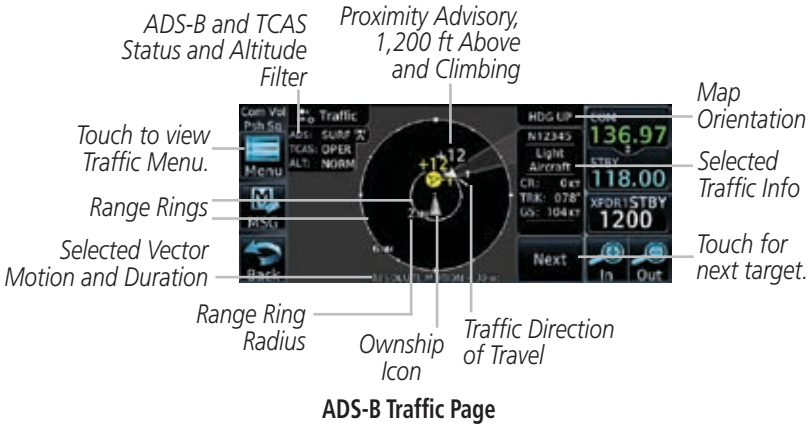 ADS-B and TCAS
Status and Altitude
Filter
Proximity Advisory,
1,200 ft Above
and Climbing
Map
Orientation
Touch to view
Traffic Menu.
Selected
Traffic Info
Range Rings
Selected Vector
Motion and Duration
Touch for
next target.
Range Ring
Radius
Ownship
Icon
Traffic Direction
of Travel
Com Vol
Psh Sq
Menu
MSG
Back
Traffic
ADS: SURF
TCAS: OPER
ALT: NORM
+12
+12
HDG UP
N12345
Light
Aircraft
CR: 0KT
TRK: 078°
GS: 104KT
Next
COM
136.97
STBY
118.00
XPDR1 STBY
1200
In
Out
ADS-B Traffic Page